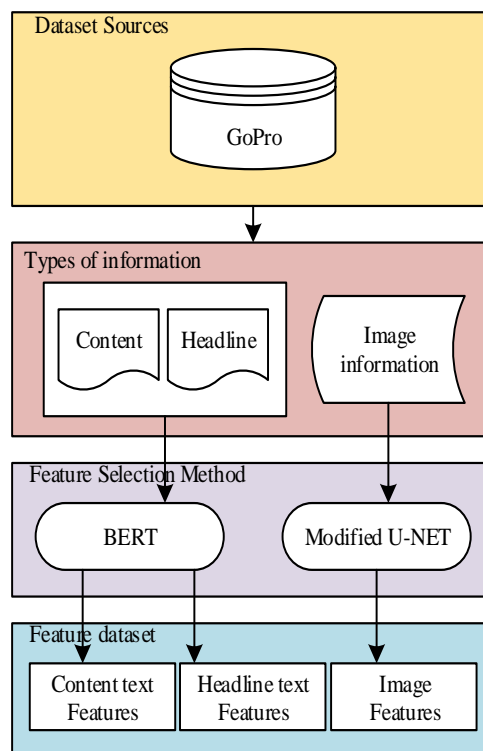 Dataset Sources
GoPro
Types of information
Content
Headline
Image
information
Feature Selection Method
BERT
Modified U-NET
Feature dataset
Content text
Features
Headline text
Features
Image
Features